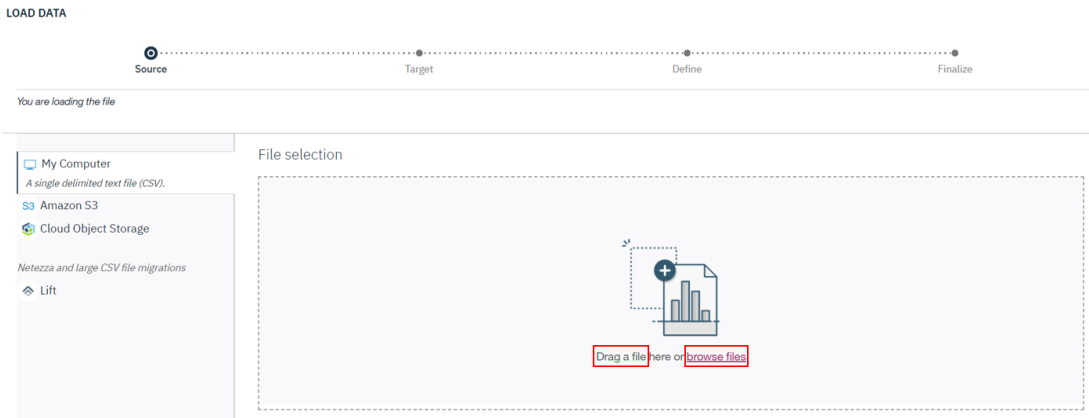 LOAD DATA
Source
Target
Define
Finalize
You are loading the file
My Computer
A single delimited text file (CSV).
S3 Amazon S3
Cloud Object Storage
Netezza and large CSV file migrations
Lift
File selection
Drag a file here or browse files